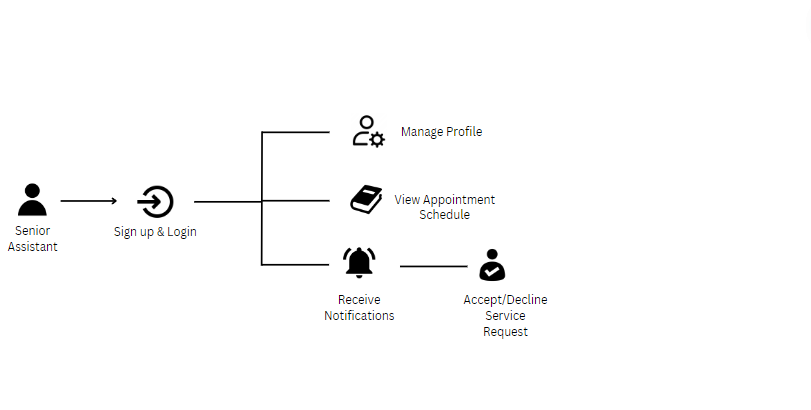 Senior
Assistant
Sign up & Login
Manage Profile
View Appointment
Schedule
Receive
Notifications
Accept/Decline
Service
Request